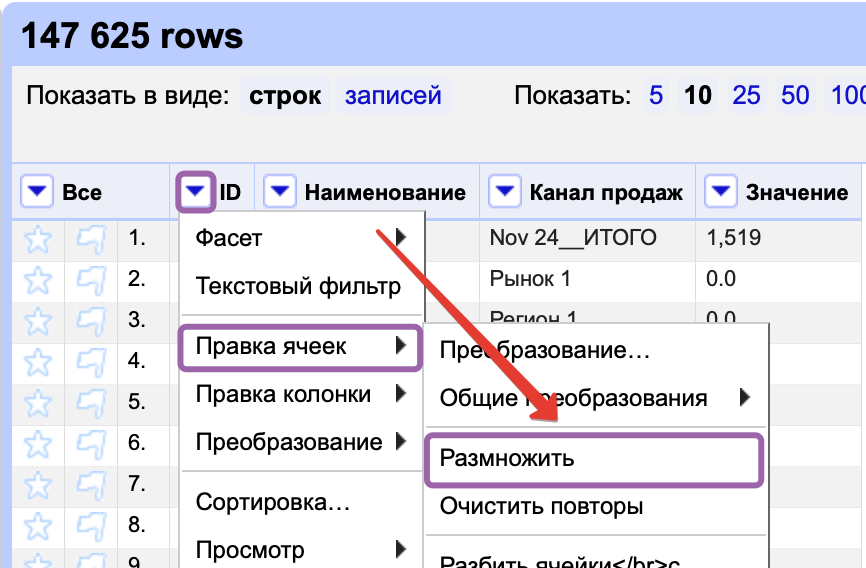 147 625 rows
Показать в виде: строк записей Показать: 5 10 25 50 100
Все ID Наименование Канал продаж Значение
1. Nov 24__ИТОГО 1,519
2. Рынок 1 0.0
3. Регион 1 0.0
4.
5.
6.
7.
8.
9.
Фасет
Текстовый фильтр
Правка ячеек
Правка колонки
Преобразование
Сортировка…
Просмотр
Преобразование…
Общие преобразования
Размножить
Очистить повторы
Разбить ячейки</br>с